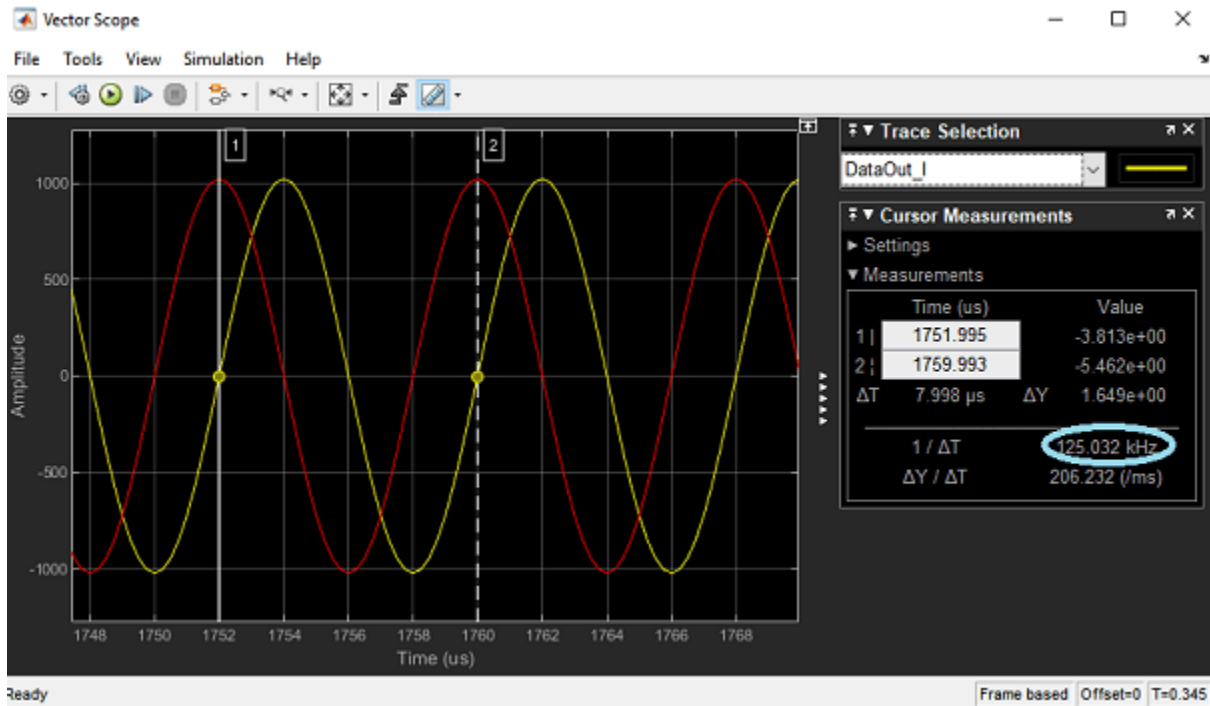 Vector Scope
File Tools View Simulation Help
1 2
1000
500
0
-500
-1000
Amplitude
1748 1750 1752 1754 1756 1758 1760 1762 1764 1766 1768
Time (us)
Trace Selection
DataOut_I
Cursor Measurements
Settings
Measurements
Time (us) Value
1 | 1751.995 -3.813e+00
2 ¦ 1759.993 -5.462e+00
ΔT 7.998 µs ΔY 1.649e+00
1 / ΔT 125.032 kHz
ΔY / ΔT 206.232 (/ms)
Ready Frame based Offset=0 T=0.345